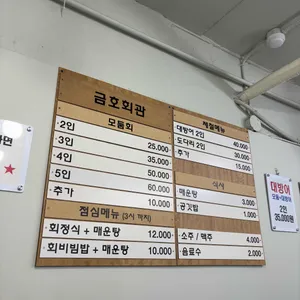 금호회관
모듬회
·2인 25.000
·3인 35.000
·4인 50.000
·5인 60.000
·추가 10.000
점심메뉴 (3시 까지)
·회정식 + 매운탕 12.000
·회비빔밥 + 매운탕 10.000
계절메뉴
·대방어 2인 40.000
·도다리 2인 30.000
·추가 15.000
식사
·매운탕 3.000
·공깃밥 1.000
·소주 / 맥주 4.000
·음료수 2.000
대방어
2인
35.000원
라면